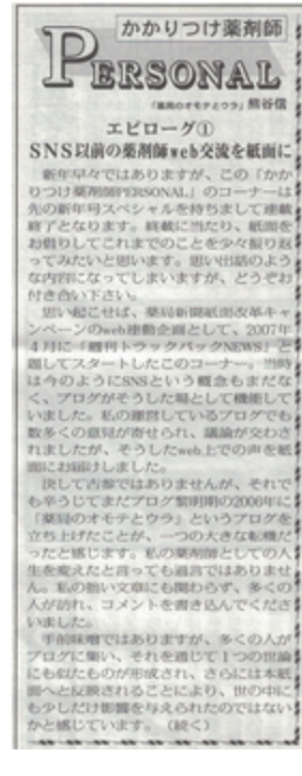 かかりつけ薬剤師
PERSONAL
「薬局のオモテとウラ」熊谷信
エピローグ①
SNS以前の薬剤師web交流を紙面に
新年早々ではありますが、この「かか
りつけ薬剤師PERSONAL」のコーナーは
先の新年号スペシャルを持ちまして連載
終了となります。終載に当たり、紙面を
お借りしてこれまでのことを少々振り返
ってみたいと思います。思い出話のよう
な内容になってしまいますが、どうぞお
付き合い下さい。
思い起こせば、薬局新聞紙面改革キャ
ンペーンのweb連動企画として、2007年
4月に「週刊トラックバックNEWS」と
題してスタートしたこのコーナー。当時
は今のようにSNSという概念もまだな
く、ブログがそうした場として機能して
いました。私の運営しているブログでも
数多くの意見が寄せられ、議論が交わさ
れましたが、そうしたweb上での声を紙
面にお届けしました。
決して古参ではありませんが、それで
も辛うじてまだブログ黎明期の2006年に
「薬局のオモテとウラ」というブログを
立ち上げたことが、一つの大きな転機だ
ったと感じます。私の薬剤師としての人
生を変えたと言っても過言ではありませ
ん。私の拙い文章にも関わらず、多くの
人が訪れ、コメントを書き込んでくださ
いました。
手前味噌ではありますが、多くの人が
ブログに集い、それを通じて1つの世論
にも似たものが形成され、さらには本紙
面へと反映されることにより、世の中に
も少しだけ影響を与えられたのではない
かと感じています。（続く）